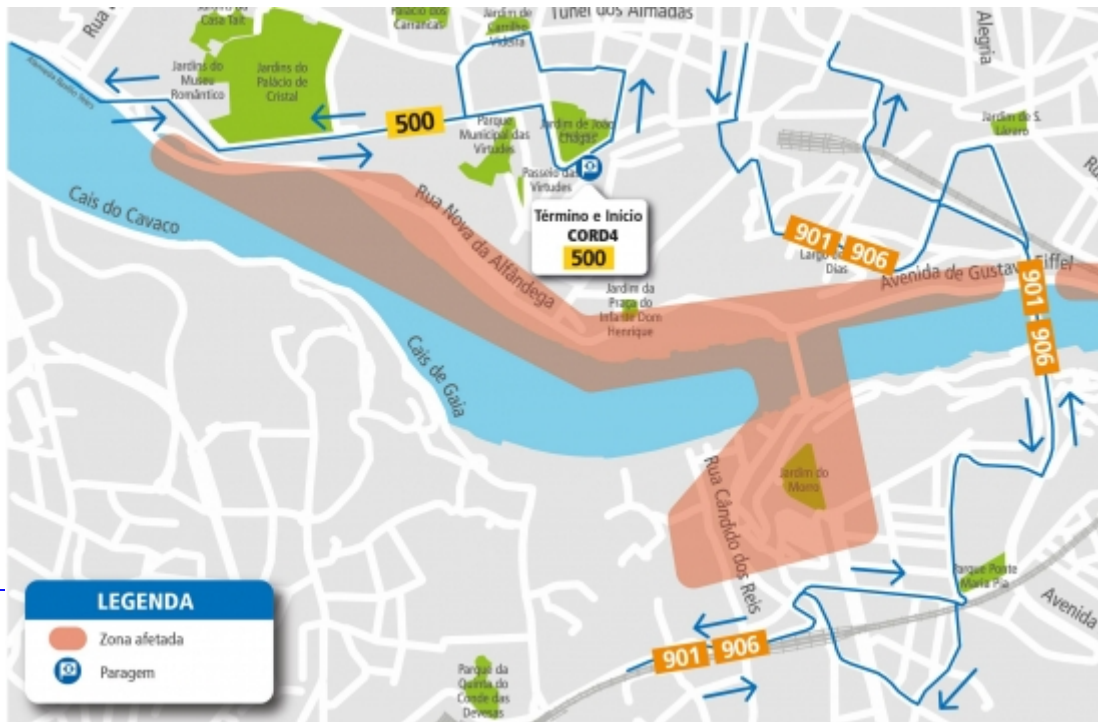 Rua
Jardim da
Casa Tait
Palácio dos
Carrancas
Jardim de
Carrilho
Videira
Túnel dos Almadas
Alegria
Jardins do
Museu
Romântico
Jardins do
Palácio de
Cristal
500
Parque
Municipal das
Virtudes
Jardim de João
Chagas
Jardim de S.
Lázaro
Passeio das
Virtudes
Cais do Cavaco
Rua Nova da Alfândega
Término e Início
CORD4
500
901 906
Largo
Dias
Avenida de Gustavo Eiffel
901 906
Jardim da
Praça do
Infante Dom
Henrique
Cais de Gaia
Rua Cândido dos Reis
Jardim do
Morro
Parque Ponte
Maria Pia
Avenida
901 906
Parque da
Quinta do
Conde das
Devesas
LEGENDA
Zona afetada
Paragem